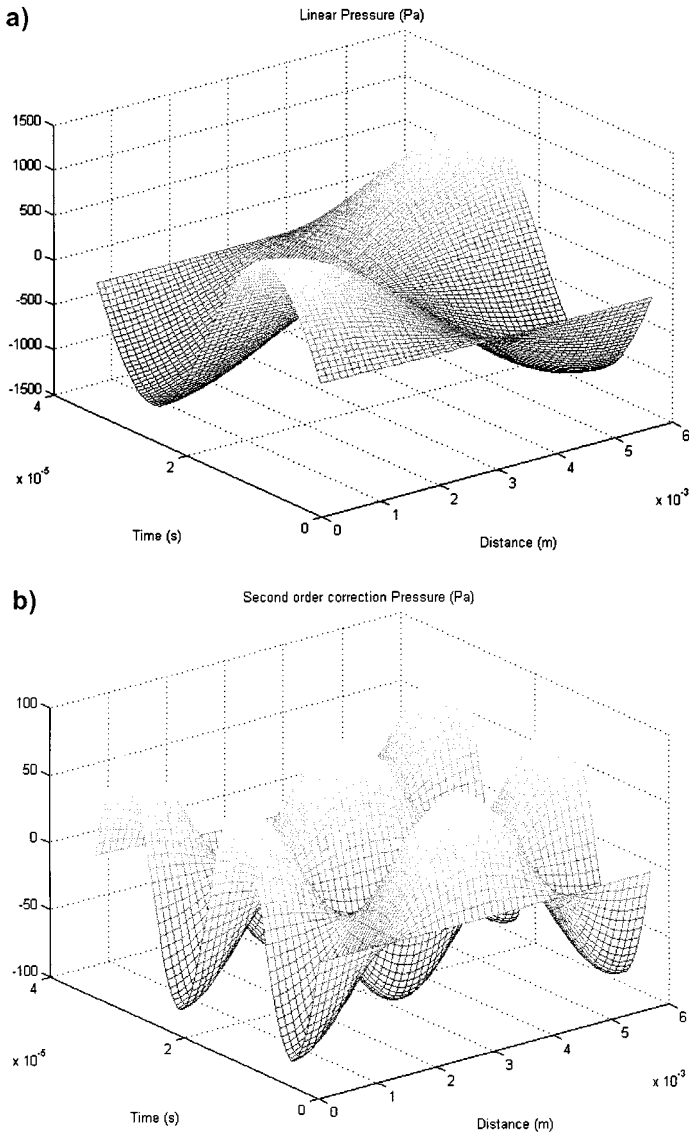 a)
Linear Pressure (Pa)
1500
1000
500
0
-500
-1000
-1500
4
2
0
x 10⁻⁵
Time (s)
0
1
2
3
4
5
6
x 10⁻³
Distance (m)
b)
Second order correction Pressure (Pa)
100
50
0
-50
-100
4
2
0
x 10⁻⁵
Time (s)
0
1
2
3
4
5
6
x 10⁻³
Distance (m)